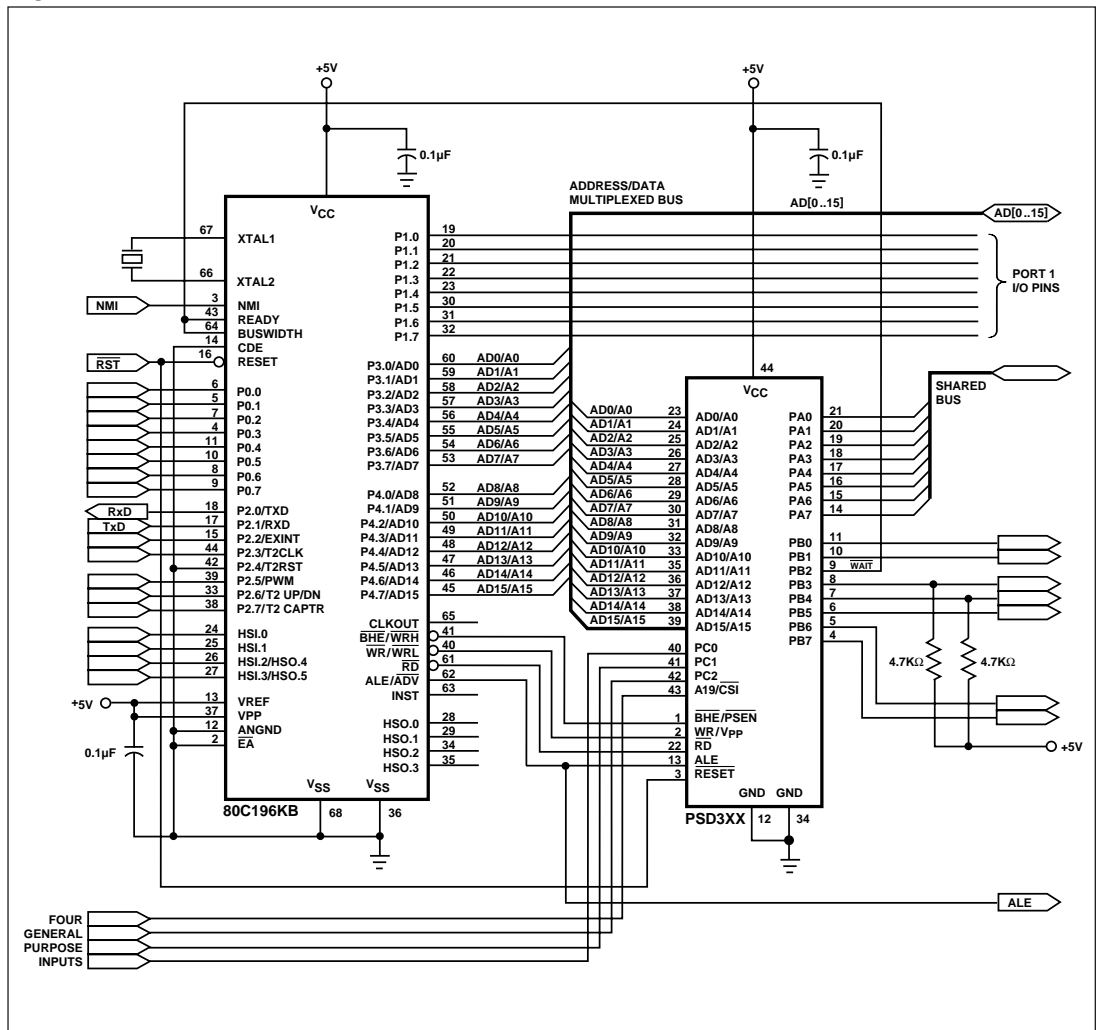 +5V
+5V
0.1µF
0.1µF
ADDRESS/DATA
MULTIPLEXED BUS
AD[0..15]
AD[0..15]
VCC
67
XTAL1
66
XTAL2
NMI
3
NMI
43
READY
64
BUSWIDTH
14
CDE
RST
16
RESET
6
P0.0
5
P0.1
7
P0.2
4
P0.3
11
P0.4
10
P0.5
8
P0.6
9
P0.7
RxD
18
P2.0/TXD
TxD
17
P2.1/RXD
15
P2.2/EXINT
44
P2.3/T2CLK
42
P2.4/T2RST
39
P2.5/PWM
33
P2.6/T2 UP/DN
38
P2.7/T2 CAPTR
24
HSI.0
25
HSI.1
26
HSI.2/HSO.4
27
HSI.3/HSO.5
+5V
13
VREF
37
VPP
12
ANGND
2
EA
0.1µF
P1.0
19
P1.1
20
P1.2
21
P1.3
22
P1.4
23
P1.5
30
P1.6
31
P1.7
32
PORT 1
I/O PINS
P3.0/AD0
60
AD0/A0
P3.1/AD1
59
AD1/A1
P3.2/AD2
58
AD2/A2
P3.3/AD3
57
AD3/A3
P3.4/AD4
56
AD4/A4
P3.5/AD5
55
AD5/A5
P3.6/AD6
54
AD6/A6
P3.7/AD7
53
AD7/A7
P4.0/AD8
52
AD8/A8
P4.1/AD9
51
AD9/A9
P4.2/AD10
50
AD10/A10
P4.3/AD11
49
AD11/A11
P4.4/AD12
48
AD12/A12
P4.5/AD13
47
AD13/A13
P4.6/AD14
46
AD14/A14
P4.7/AD15
45
AD15/A15
CLKOUT
65
BHE/WRH
41
WR/WRL
40
RD
61
ALE/ADV
62
INST
63
HSO.0
28
HSO.1
29
HSO.2
34
HSO.3
35
VSS
VSS
80C196KB
68
36
44
VCC
AD0/A0
23
AD0/A0
AD1/A1
24
AD1/A1
AD2/A2
25
AD2/A2
AD3/A3
26
AD3/A3
AD4/A4
27
AD4/A4
AD5/A5
28
AD5/A5
AD6/A6
29
AD6/A6
AD7/A7
30
AD7/A7
AD8/A8
31
AD8/A8
AD9/A9
32
AD9/A9
AD10/A10
33
AD10/A10
AD11/A11
35
AD11/A11
AD12/A12
36
AD12/A12
AD13/A13
37
AD13/A13
AD14/A14
38
AD14/A14
AD15/A15
39
AD15/A15
40
PC0
41
PC1
42
PC2
43
A19/CSI
1
BHE/PSEN
2
WR/VPP
22
RD
13
ALE
3
RESET
PA0
21
PA1
20
PA2
19
PA3
18
PA4
17
PA5
16
PA6
15
PA7
14
SHARED
BUS
PB0
11
PB1
10
PB2
9
WAIT
PB3
8
PB4
7
PB5
6
PB6
5
PB7
4
4.7KΩ
4.7KΩ
+5V
GND
GND
PSD3XX
12
34
ALE
FOUR
GENERAL
PURPOSE
INPUTS